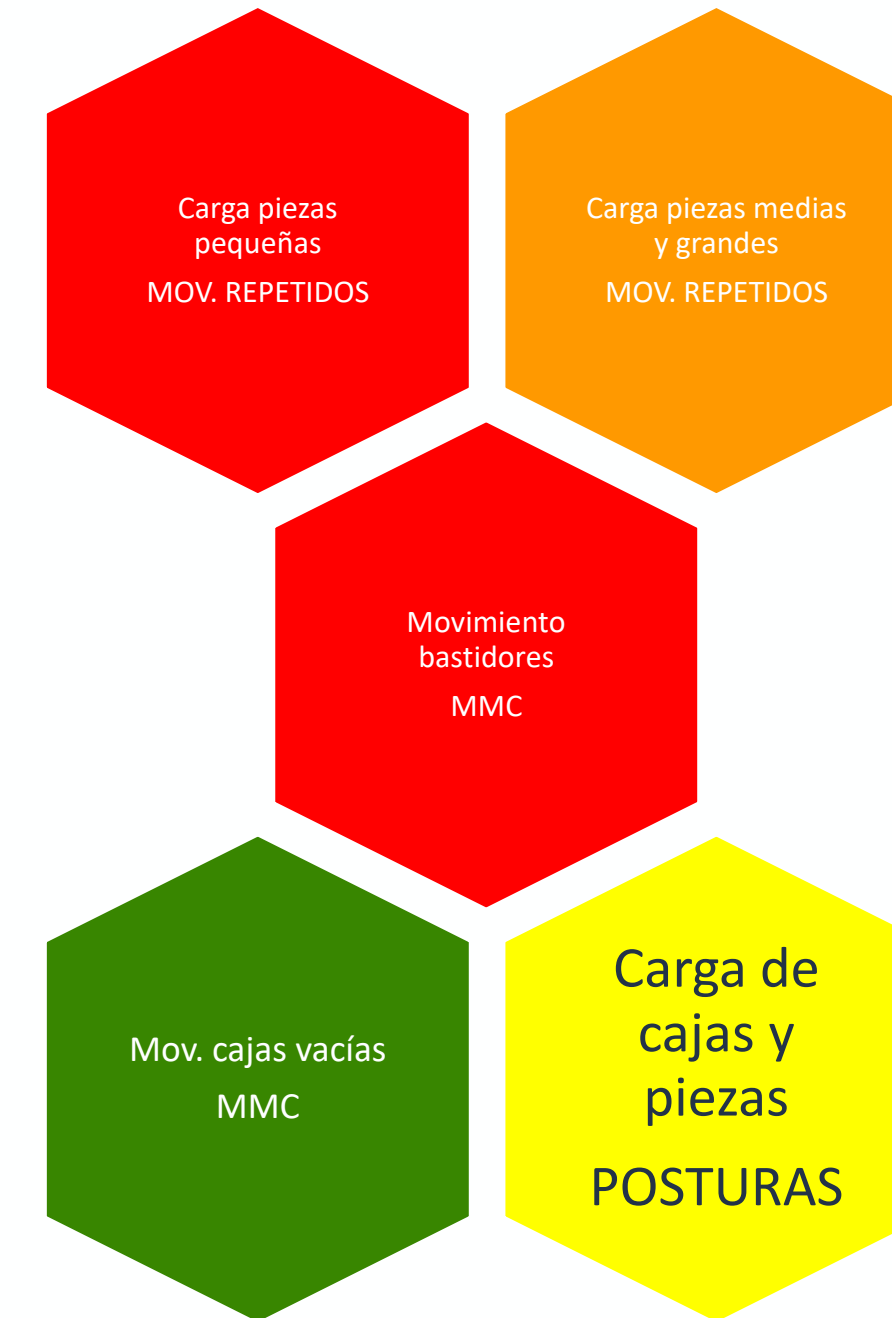 Carga piezas
pequeñas
MOV. REPETIDOS
Carga piezas medias
y grandes
MOV. REPETIDOS
Movimiento
bastidores
MMC
Mov. cajas vacías
MMC
Carga de
cajas y
piezas
POSTURAS